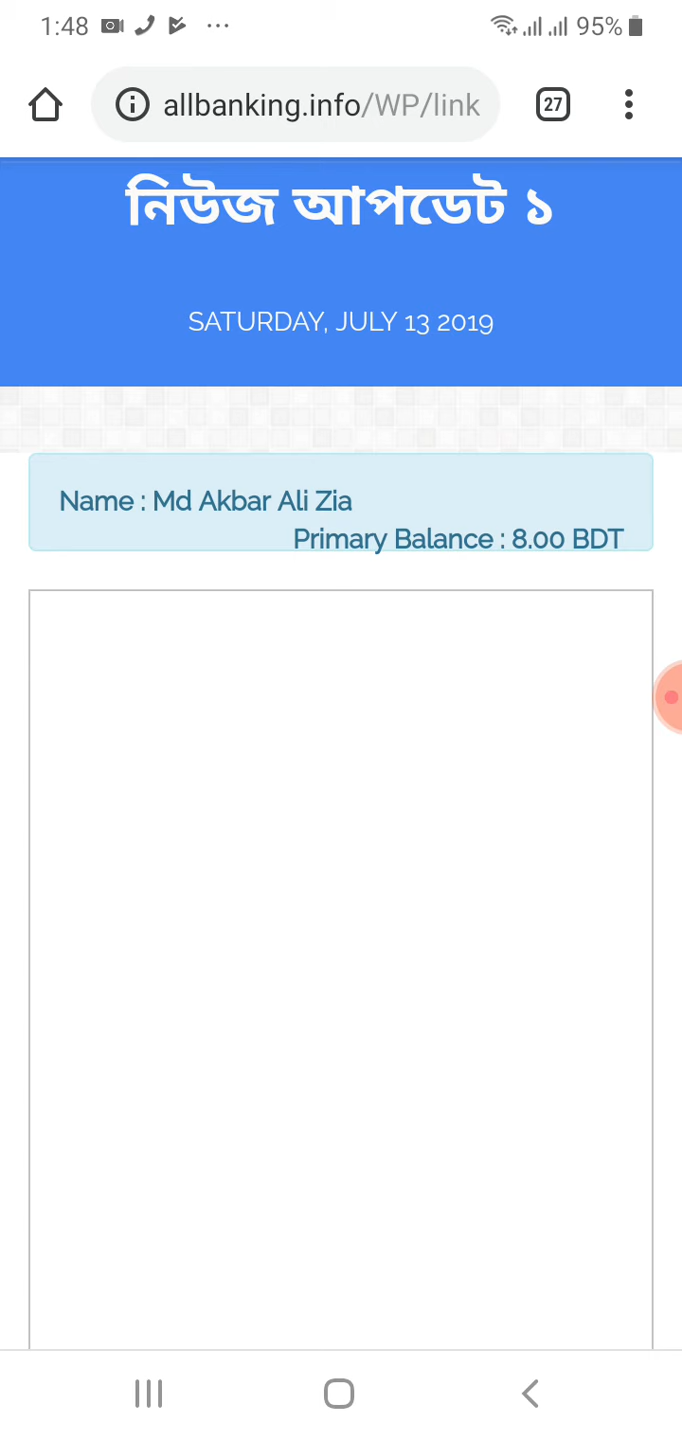 1:48
95%
allbanking.info/WP/link
27
নিউজ আপডেট ১
SATURDAY, JULY 13 2019
Name : Md Akbar Ali Zia
Primary Balance : 8.00 BDT